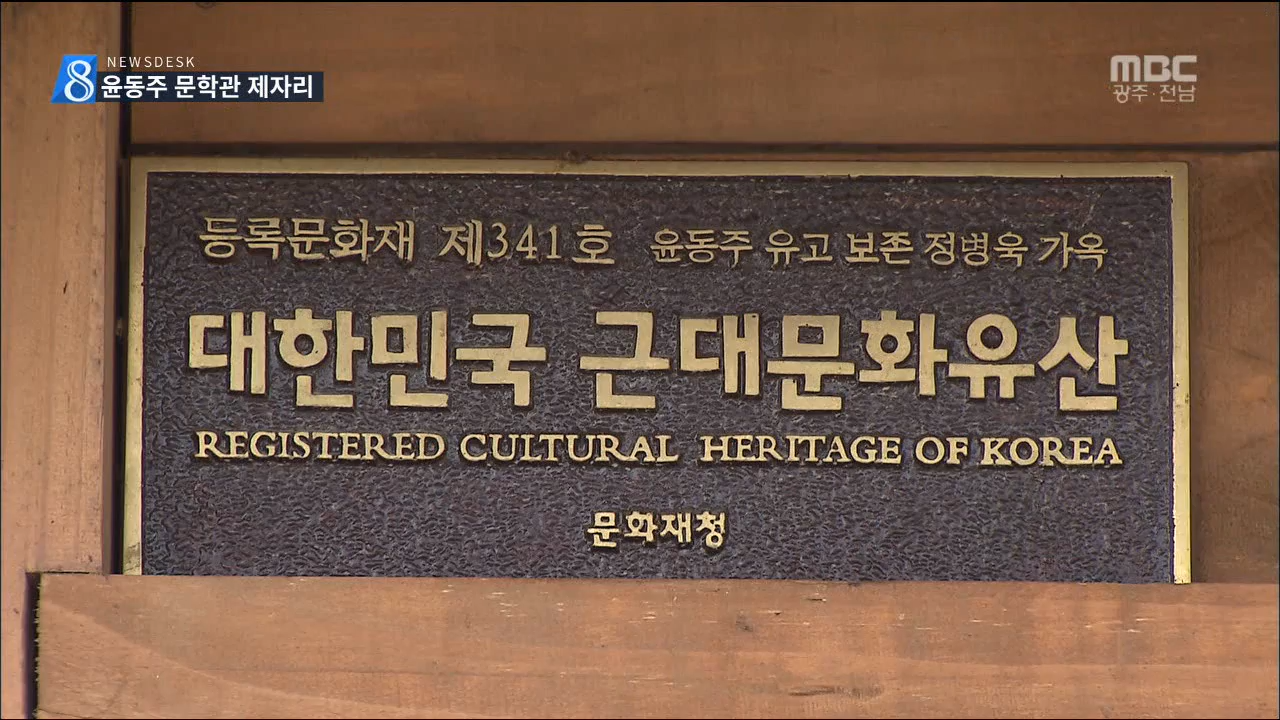 NEWSDESK
8 윤동주 문학관 제자리
MBC
광주·전남
등록문화재 제341호 윤동주 유고 보존 정병욱 가옥
대한민국 근대문화유산
REGISTERED CULTURAL HERITAGE OF KOREA
문화재청